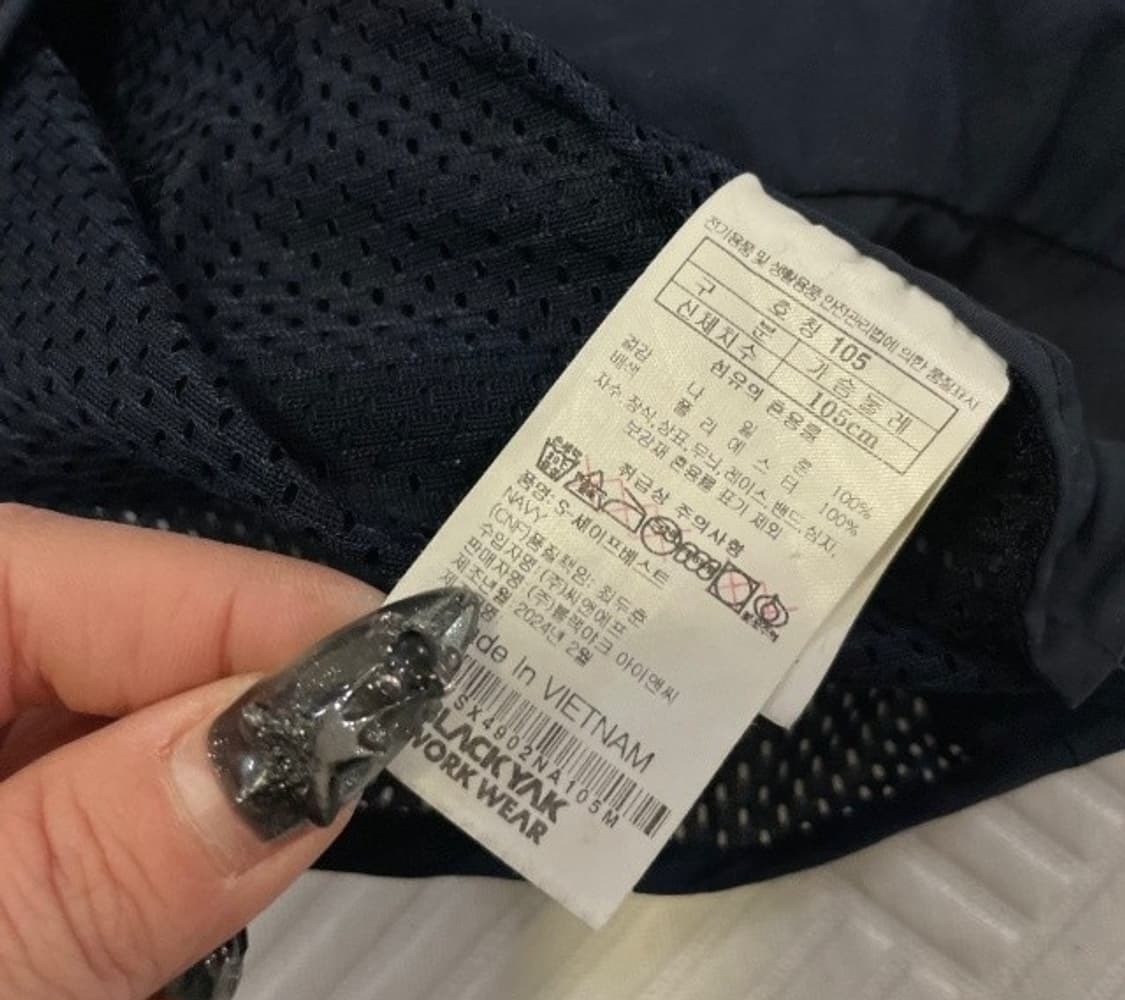 전기용품 및 생활용품 안전관리법에 의한 품질표시
호 칭 105
구 분 가 슴 둘 레
신체치수 105cm
섬유의 혼용률
겉감 나 일 론 100%
배색 폴 리 에 스 터 100%
자수, 장식, 상표, 무늬, 레이스, 밴드, 심지,
보강재 혼용률 표기 제외
취급상 주의사항
품명: S-세이프베스트
NAVY
(CNF)품질책임: 최두춘
수입자명 (주)씨앤에프
판매자명 (주)블랙야크 아이앤씨
제조년월 2024년 2월
Made In VIETNAM
SX4902NA105M
BLACKYAK
WORK WEAR